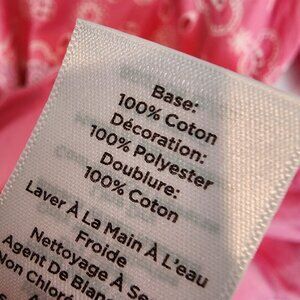 Base:
100% Coton
Décoration:
100% Polyester
Doublure:
100% Coton
Laver À La Main À L'eau
Froide
Nettoyage À Se
Agent De Blanc
Non Chloré